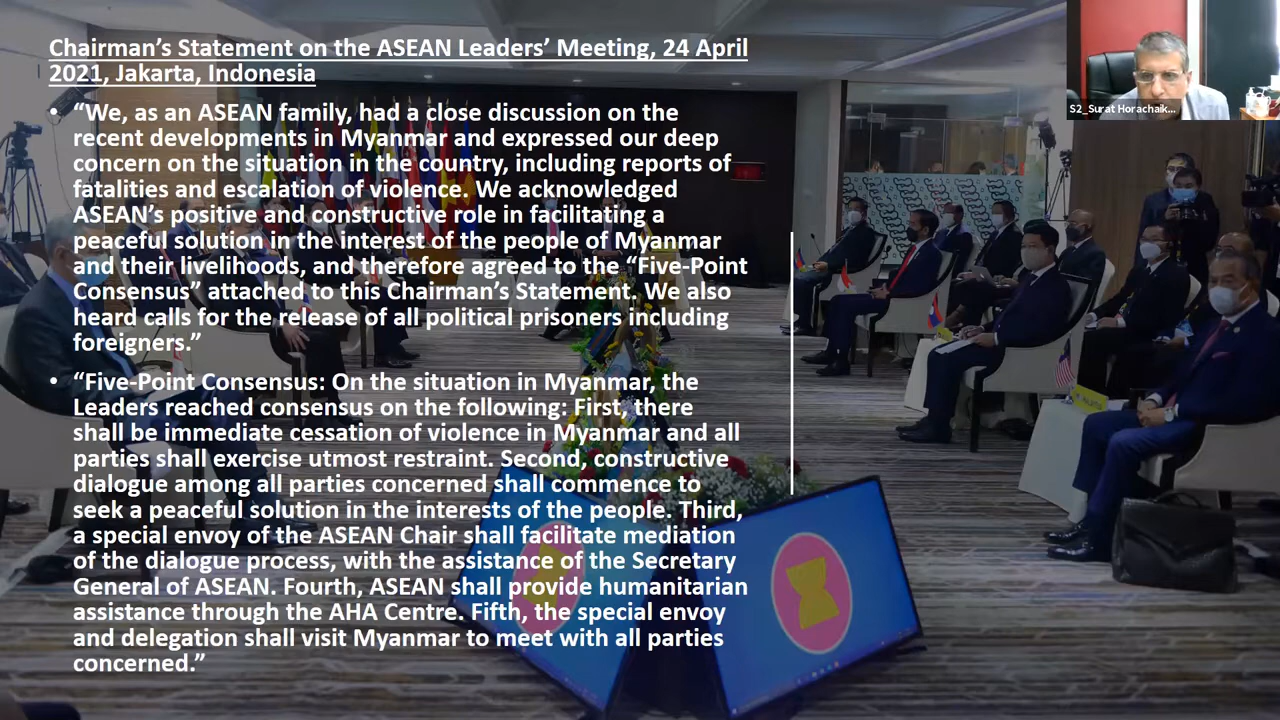 Chairman’s Statement on the ASEAN Leaders’ Meeting, 24 April
2021, Jakarta, Indonesia
• “We, as an ASEAN family, had a close discussion on the
recent developments in Myanmar and expressed our deep
concern on the situation in the country, including reports of
fatalities and escalation of violence. We acknowledged
ASEAN’s positive and constructive role in facilitating a
peaceful solution in the interest of the people of Myanmar
and their livelihoods, and therefore agreed to the “Five-Point
Consensus” attached to this Chairman’s Statement. We also
heard calls for the release of all political prisoners including
foreigners.”
• “Five-Point Consensus: On the situation in Myanmar, the
Leaders reached consensus on the following: First, there
shall be immediate cessation of violence in Myanmar and all
parties shall exercise utmost restraint. Second, constructive
dialogue among all parties concerned shall commence to
seek a peaceful solution in the interests of the people. Third,
a special envoy of the ASEAN Chair shall facilitate mediation
of the dialogue process, with the assistance of the Secretary
General of ASEAN. Fourth, ASEAN shall provide humanitarian
assistance through the AHA Centre. Fifth, the special envoy
and delegation shall visit Myanmar to meet with all parties
concerned.”
S2_Surat Horachaik...